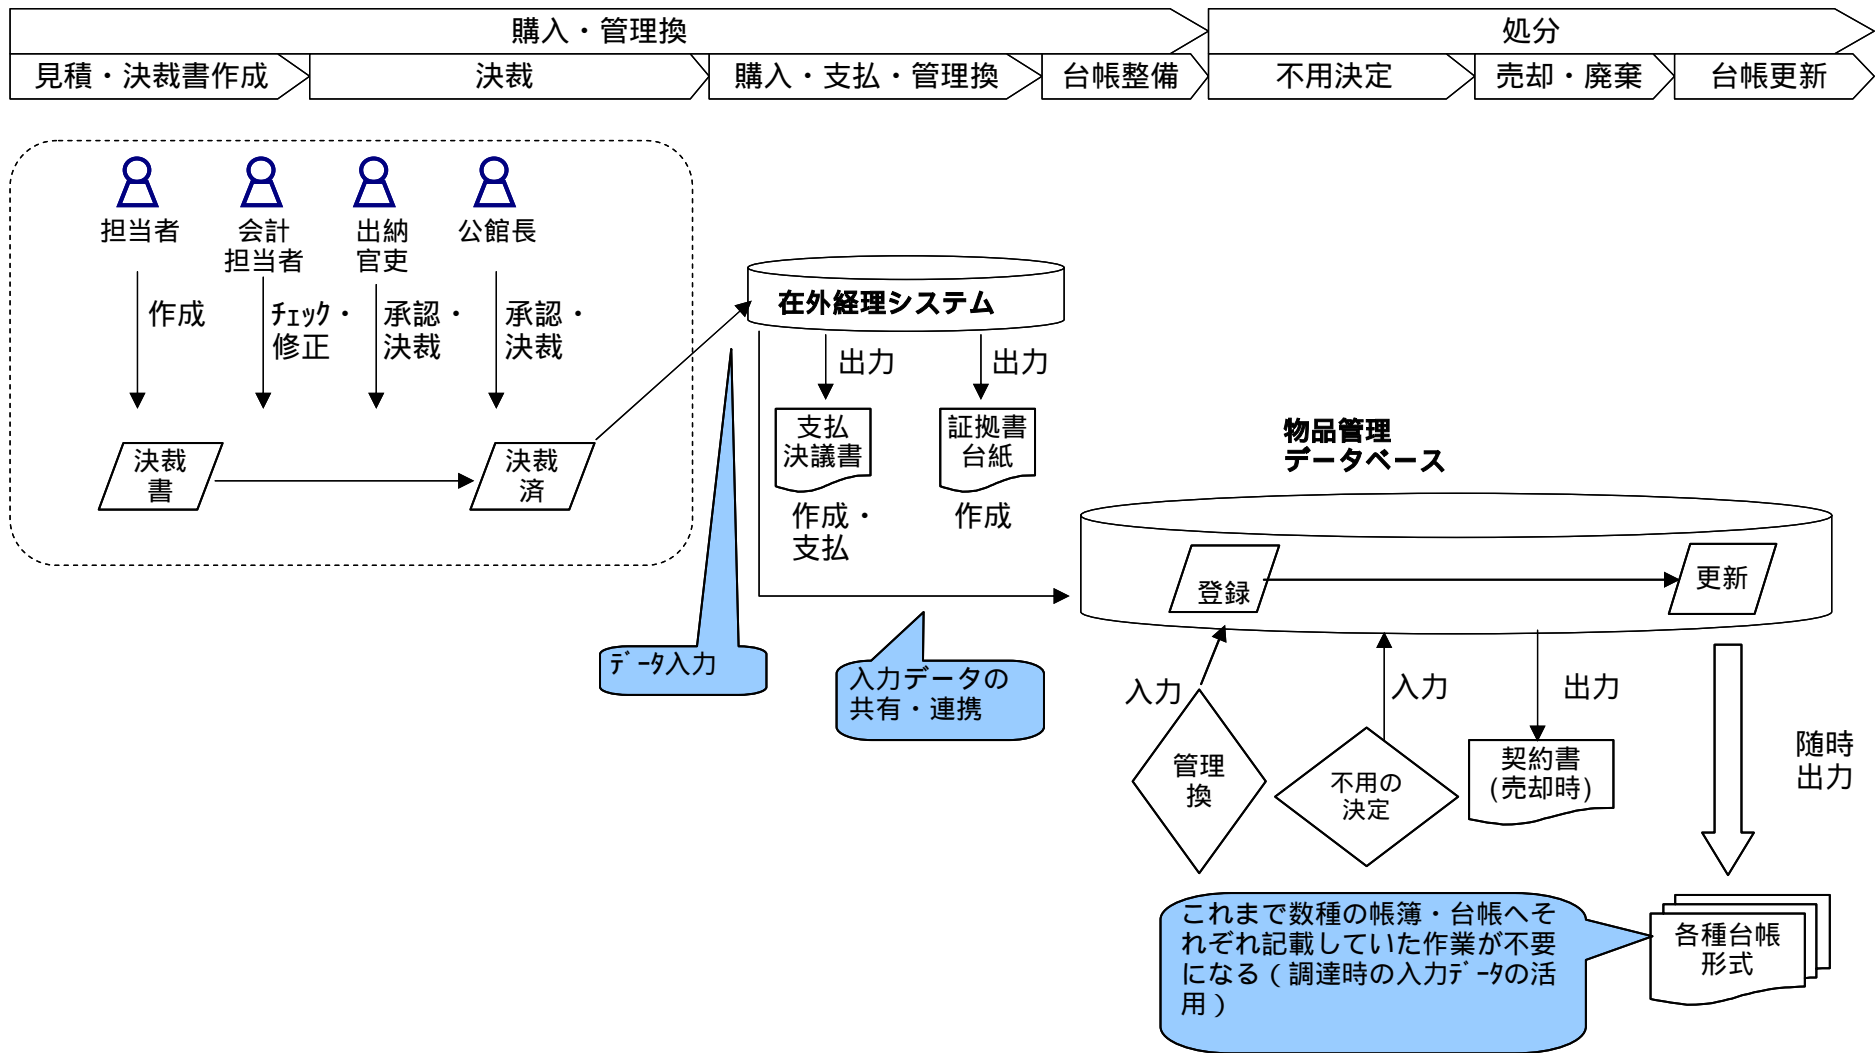 購入・管理換
処分
見積・決裁書作成
決裁
購入・支払・管理換
台帳整備
不用決定
売却・廃棄
台帳更新
担当者
会計
担当者
出納
官吏
公館長
作成
ﾁｪｯｸ・
修正
承認・
決裁
承認・
決裁
決裁
書
決裁
済
在外経理システム
出力
出力
支払
決議書
証拠書
台紙
作成・
支払
作成
データ入力
入力データの
共有・連携
物品管理
データベース
登録
更新
入力
入力
出力
管理
換
不用の
決定
契約書
(売却時)
随時
出力
これまで数種の帳簿・台帳へそ
れぞれ記載していた作業が不要
になる（調達時の入力ﾃﾞｰﾀの活
用）
各種台帳
形式